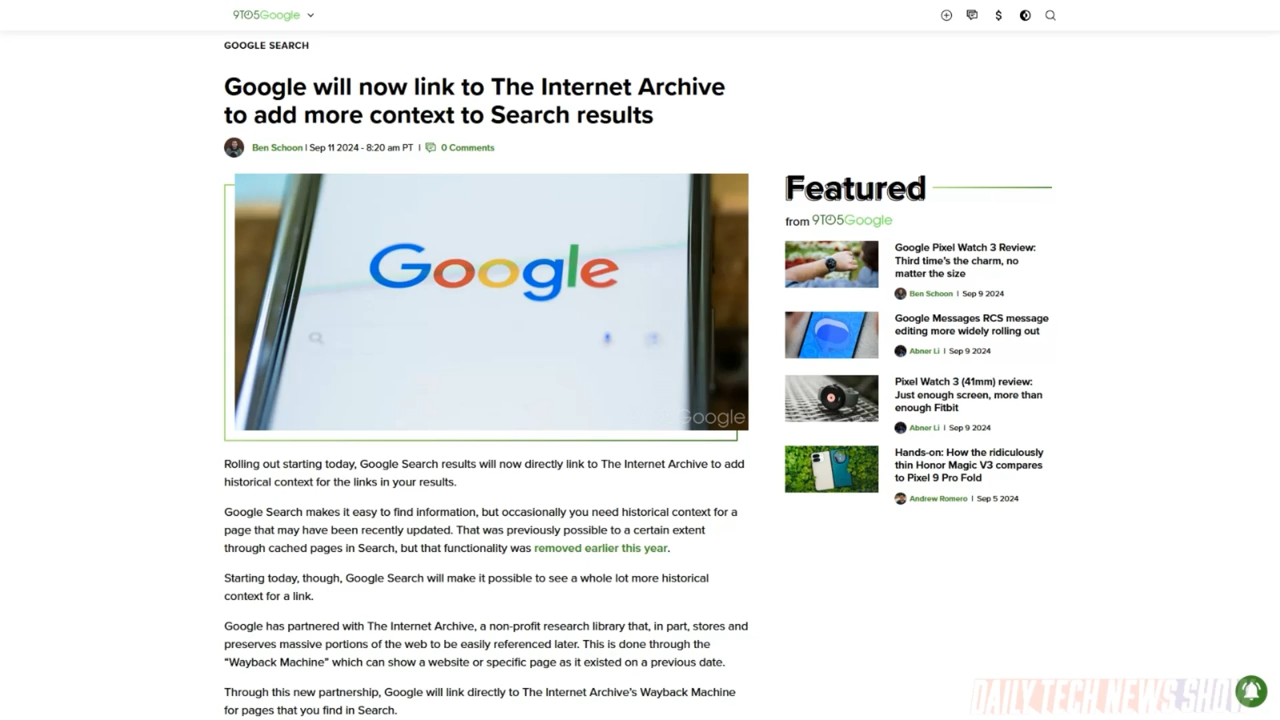 9TO5Google
GOOGLE SEARCH
Google will now link to The Internet Archive
to add more context to Search results
Ben Schoon | Sep 11 2024 - 8:20 am PT | 0 Comments
Google
Google
Rolling out starting today, Google Search results will now directly link to The Internet Archive to add
historical context for the links in your results.
Google Search makes it easy to find information, but occasionally you need historical context for a
page that may have been recently updated. That was previously possible to a certain extent
through cached pages in Search, but that functionality was removed earlier this year.
Starting today, though, Google Search will make it possible to see a whole lot more historical
context for a link.
Google has partnered with The Internet Archive, a non-profit research library that, in part, stores and
preserves massive portions of the web to be easily referenced later. This is done through the
“Wayback Machine” which can show a website or specific page as it existed on a previous date.
Through this new partnership, Google will link directly to The Internet Archive’s Wayback Machine
for pages that you find in Search.
Featured
from 9TO5Google
Google Pixel Watch 3 Review:
Third time's the charm, no
matter the size
Ben Schoon | Sep 9 2024
Google Messages RCS message
editing more widely rolling out
Abner Li | Sep 9 2024
Pixel Watch 3 (41mm) review:
Just enough screen, more than
enough Fitbit
Abner Li | Sep 9 2024
Hands-on: How the ridiculously
thin Honor Magic V3 compares
to Pixel 9 Pro Fold
Andrew Romero | Sep 5 2024
DAILY TECH NEWS SHOW